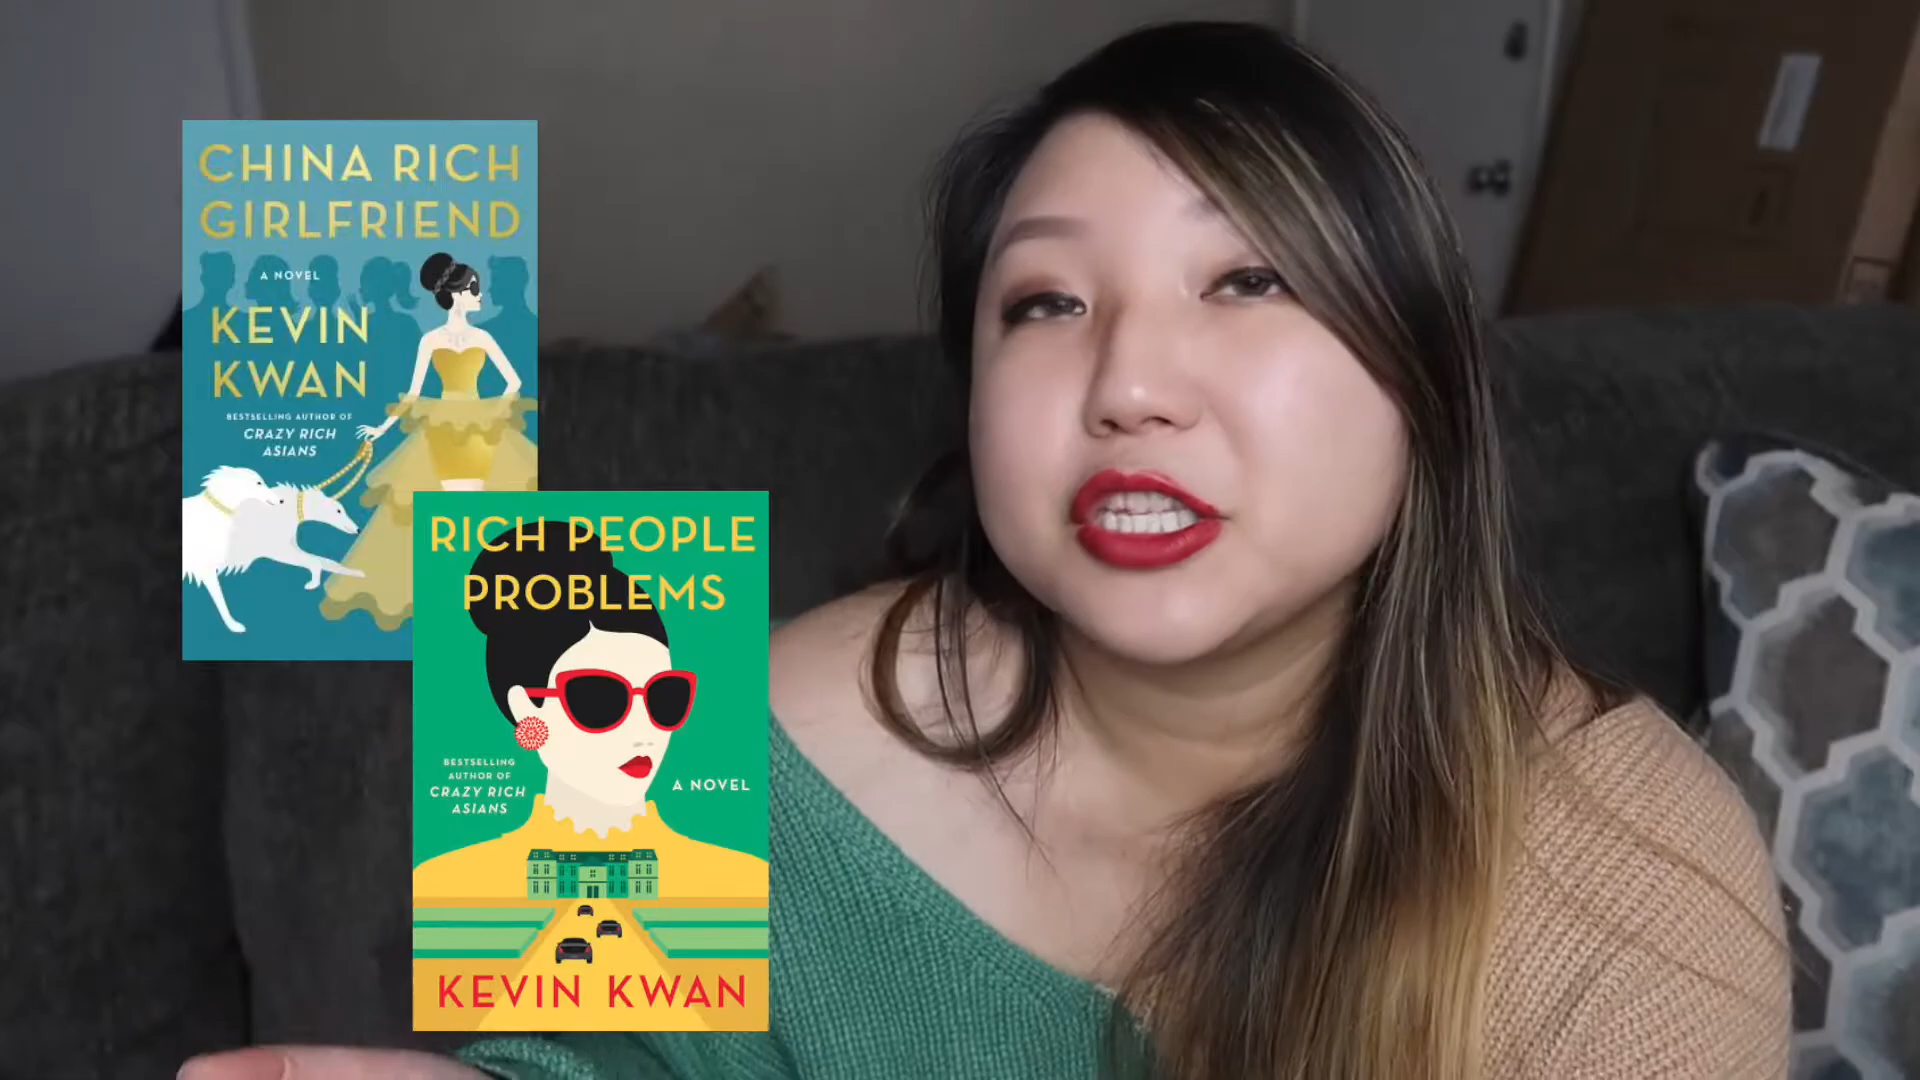 CHINA RICH
GIRLFRIEND
A NOVEL
KEVIN
KWAN
BESTSELLING AUTHOR OF
CRAZY RICH
ASIANS
RICH PEOPLE
PROBLEMS
BESTSELLING
AUTHOR OF
CRAZY RICH
ASIANS
A NOVEL
KEVIN KWAN